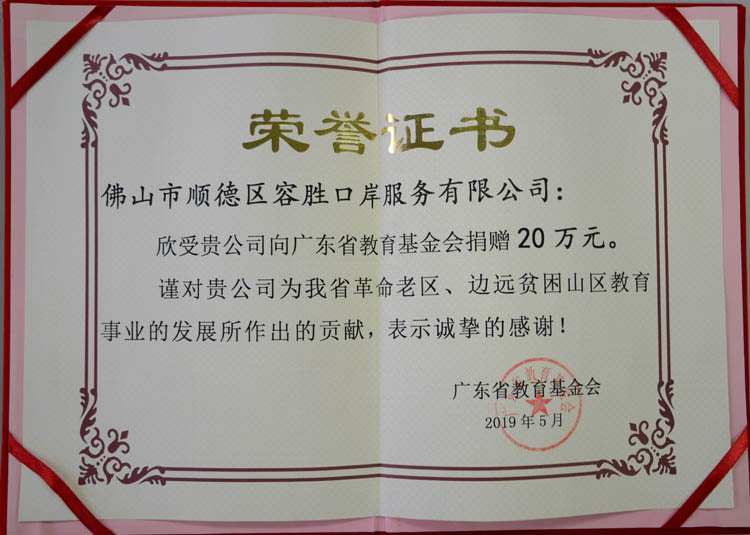 荣誉证书
佛山市顺德区容胜口岸服务有限公司：
欣受贵公司向广东省教育基金会捐赠20万元。
谨对贵公司为我省革命老区、边远贫困山区教育
事业的发展所作出的贡献，表示诚挚的感谢！
广东省教育基金会
2019年5月